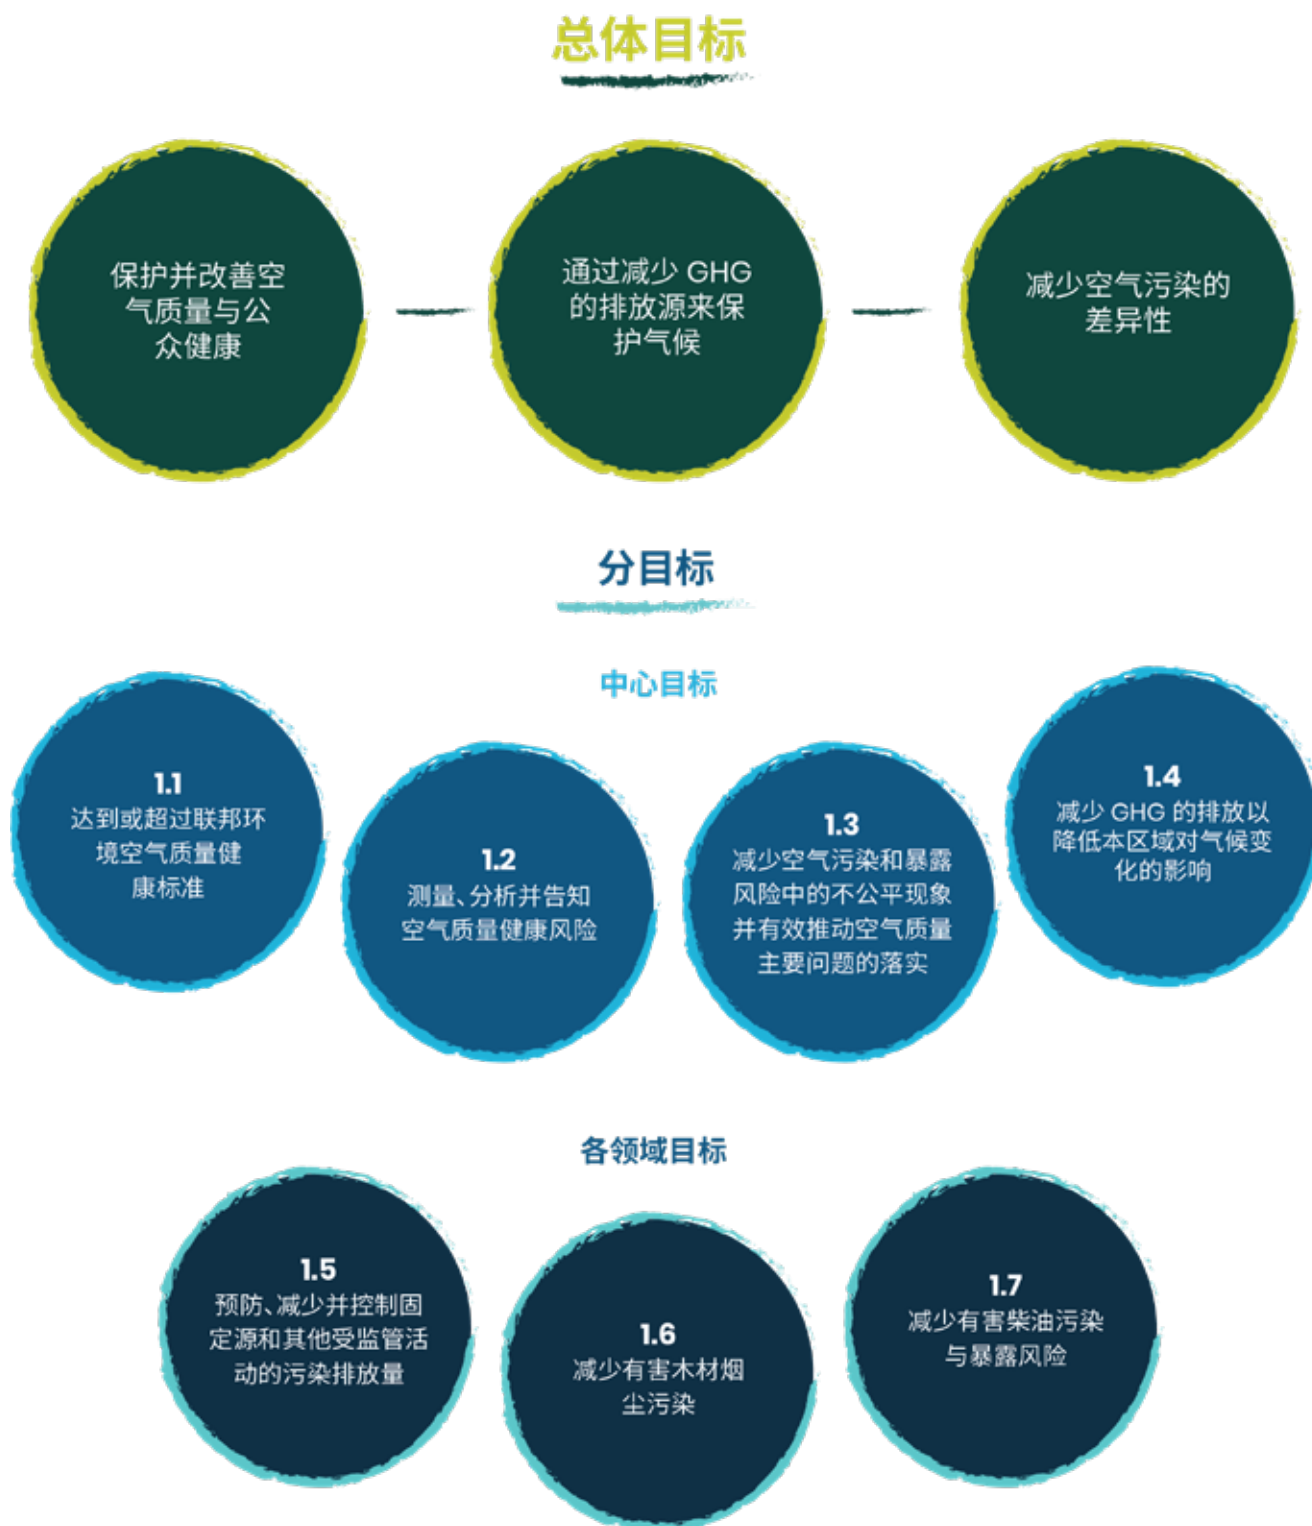 总体目标
保护并改善空
气质量与公
众健康
通过减少 GHG
的排放源来保
护气候
减少空气污染的
差异性
分目标
中心目标
1.1
达到或超过联邦环
境空气质量健
康标准
1.2
测量、分析并告知
空气质量健康风险
1.3
减少空气污染和暴露
风险中的不公平现象
并有效推动空气质量
主要问题的落实
1.4
减少 GHG 的排放以
降低本区域对气候变
化的影响
各领域目标
1.5
预防、减少并控制固
定源和其他受监管活
动的污染排放量
1.6
减少有害木材烟
尘污染
1.7
减少有害柴油污染
与暴露风险